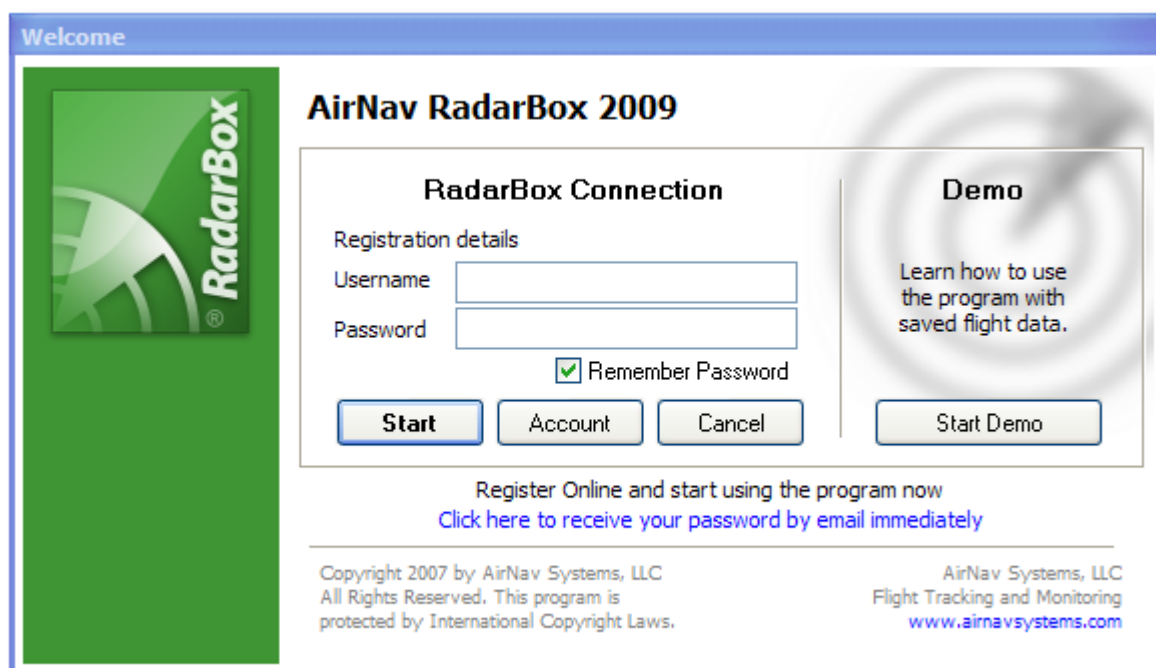 Welcome
® RadarBox
AirNav RadarBox 2009
RadarBox Connection
Registration details
Username
Password
Remember Password
Start
Account
Cancel
Demo
Learn how to use
the program with
saved flight data.
Start Demo
Register Online and start using the program now
Click here to receive your password by email immediately
Copyright 2007 by AirNav Systems, LLC
All Rights Reserved. This program is
protected by International Copyright Laws.
AirNav Systems, LLC
Flight Tracking and Monitoring
www.airnavsystems.com